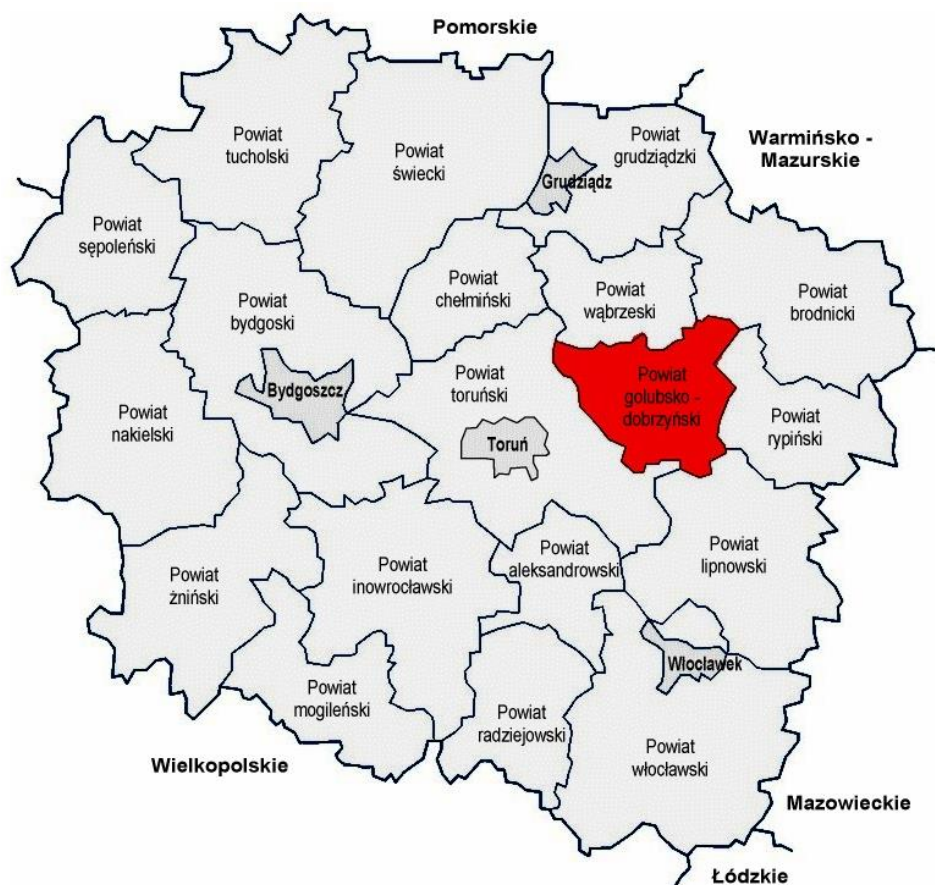 Pomorskie
Warmińsko -
Mazurskie
Powiat
tucholski
Powiat
świecki
Powiat
grudziądzki
Grudziądz
Powiat
sępoleński
Powiat
bydgoski
Powiat
chełmiński
Powiat
wąbrzeski
Powiat
brodnicki
Powiat
nakielski
Bydgoszcz
Powiat
toruński
Toruń
Powiat
golubsko -
dobrzyński
Powiat
rypiński
Powiat
żniński
Powiat
inowrocławski
Powiat
aleksandrowski
Powiat
lipnowski
Włocławek
Powiat
mogileński
Powiat
radziejowski
Powiat
włocławski
Wielkopolskie
Mazowieckie
Łódzkie